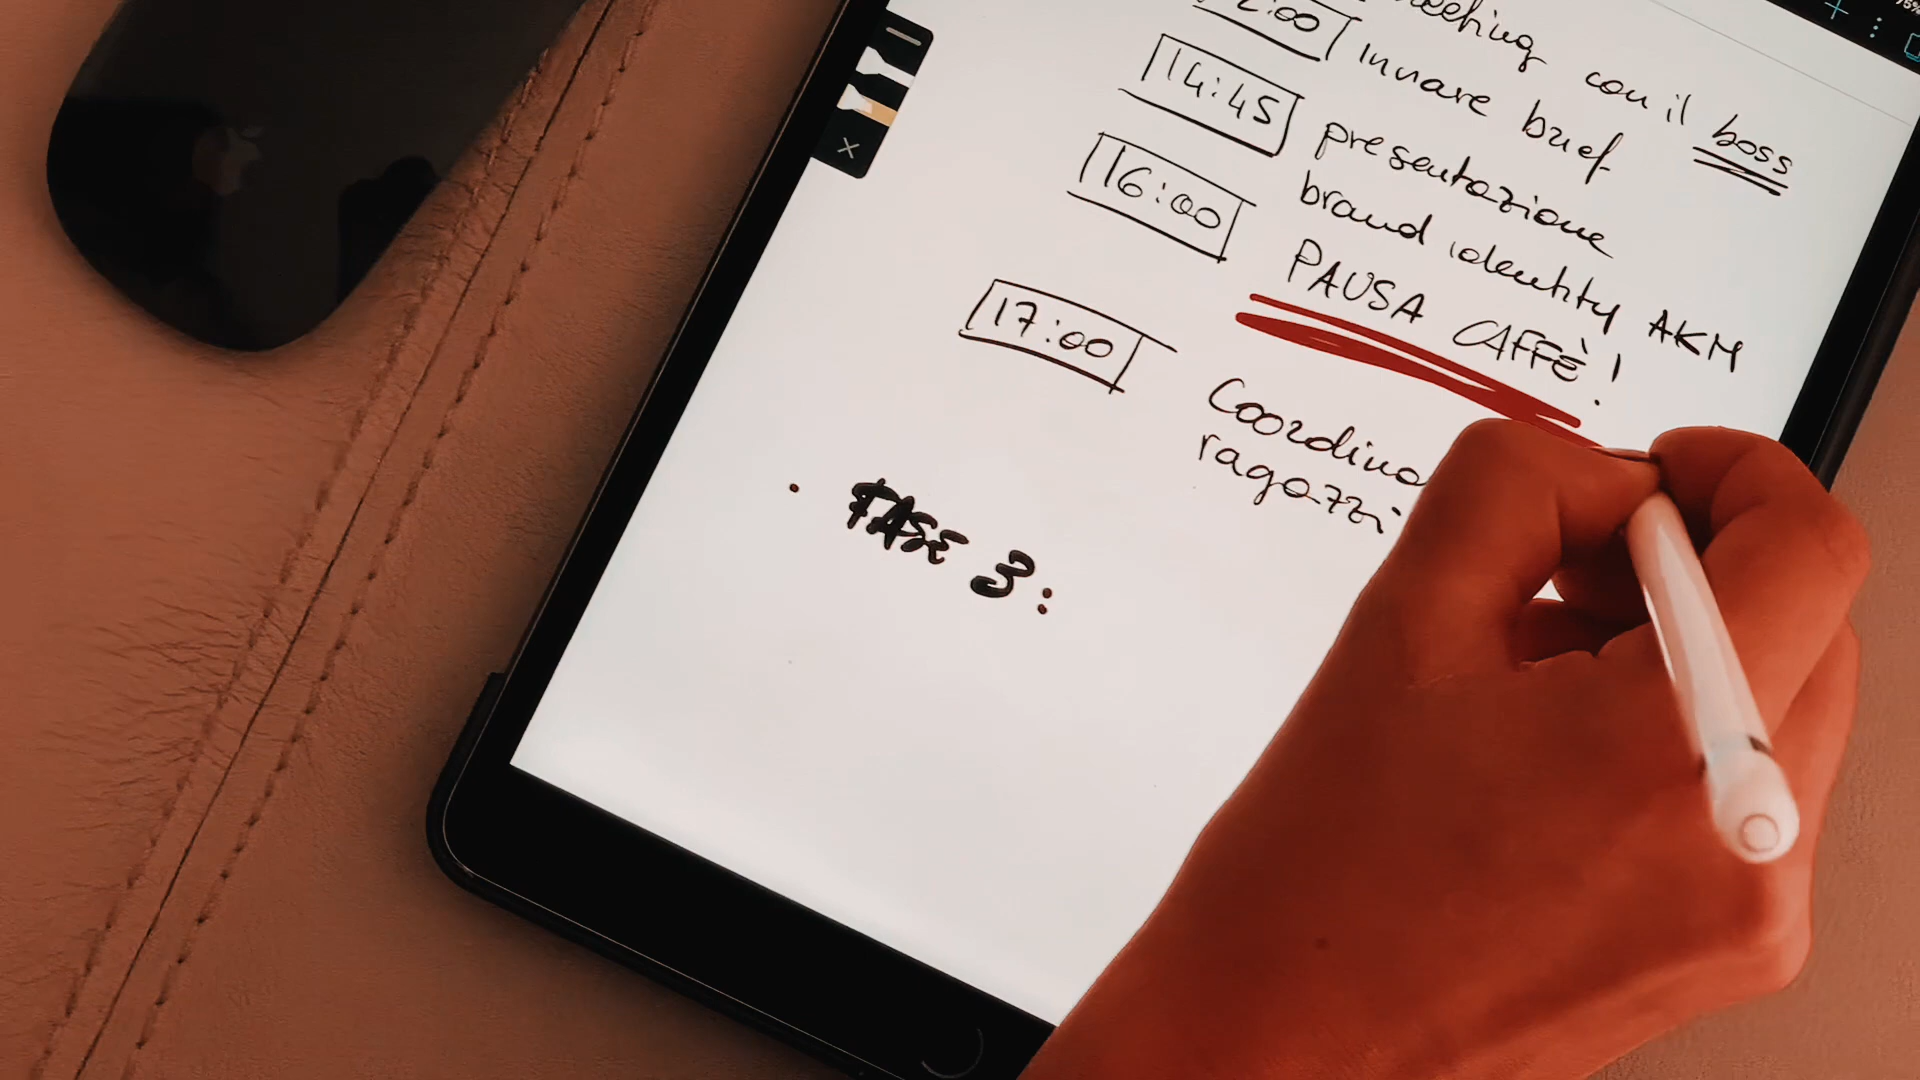 meeting con il boss
12:00 inviare brief
14:45 presentazione
brand identity AKM
16:00 PAUSA CAFFÈ!
17:00 Coordina
ragazzi
• FASE 3: